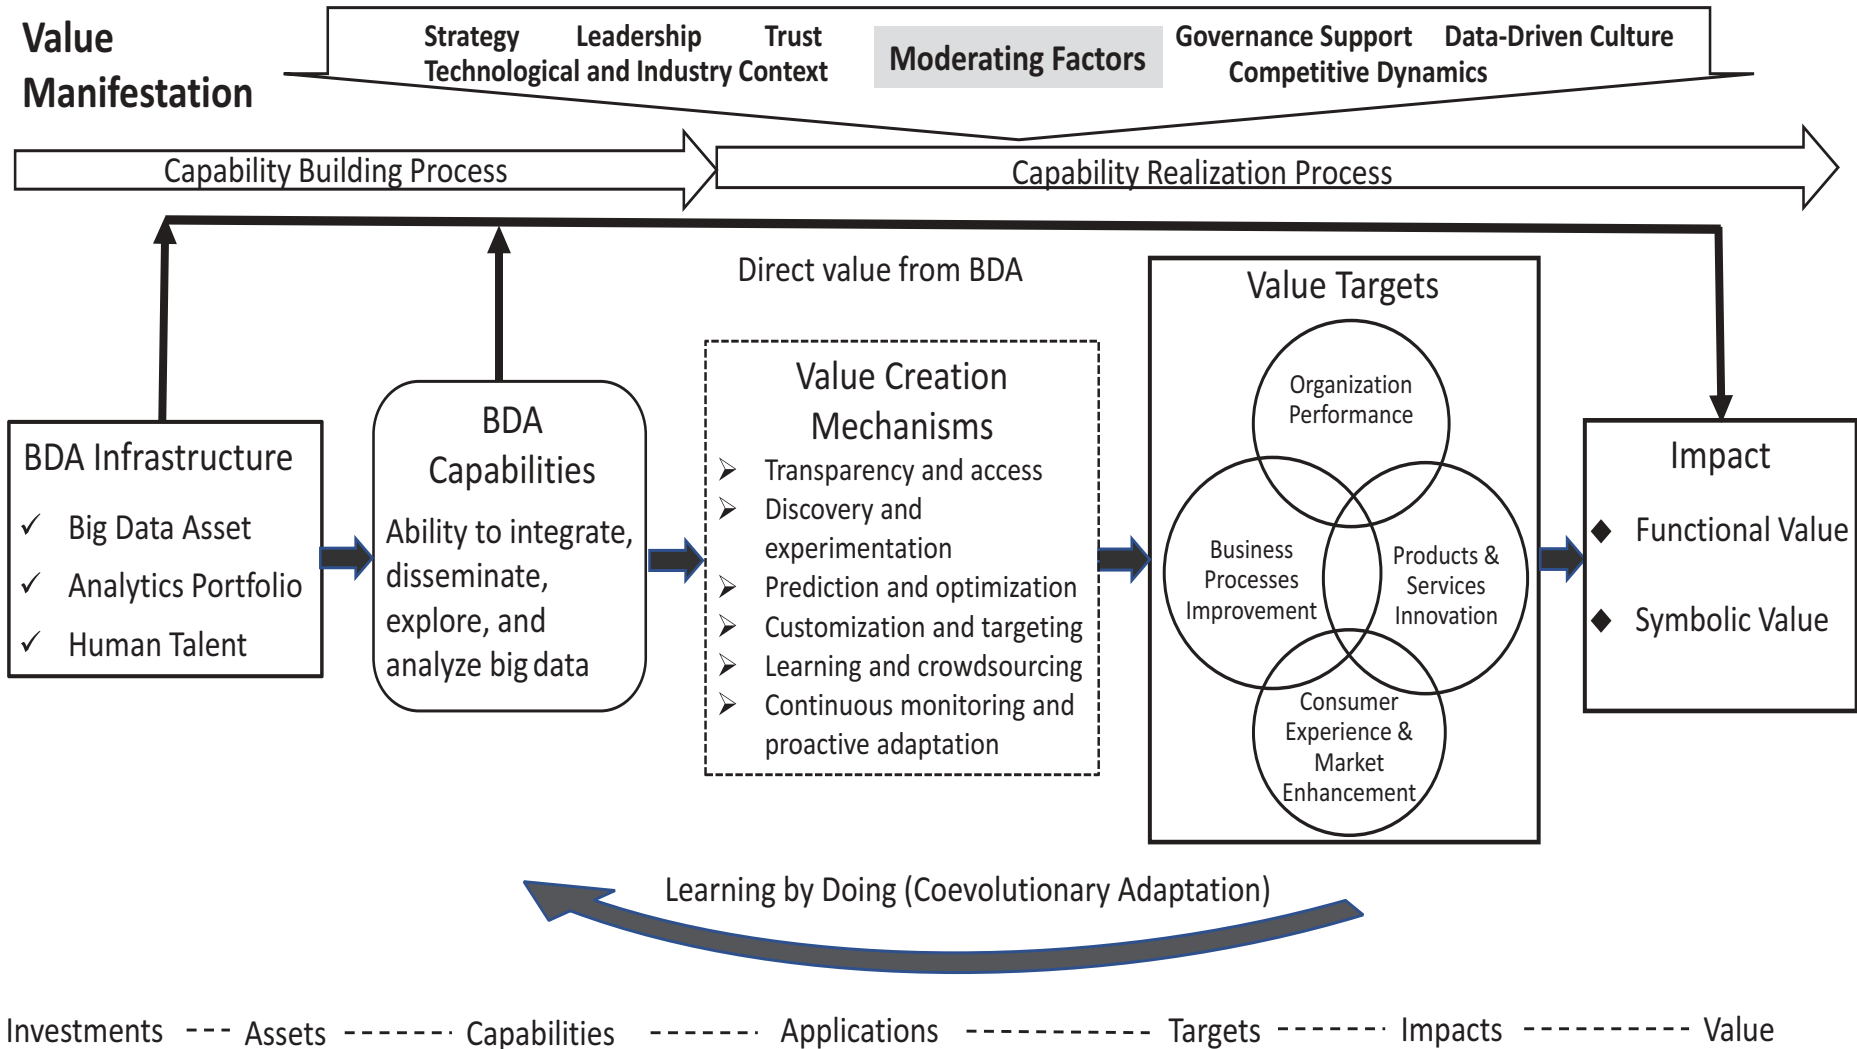 Value
Manifestation
Strategy Leadership Trust
Technological and Industry Context
Moderating Factors
Governance Support Data-Driven Culture
Competitive Dynamics
Capability Building Process
Capability Realization Process
Direct value from BDA
BDA Infrastructure
Big Data Asset
Analytics Portfolio
Human Talent
BDA
Capabilities
Ability to integrate,
disseminate,
explore, and
analyze big data
Value Creation
Mechanisms
Transparency and access
Discovery and
experimentation
Prediction and optimization
Customization and targeting
Learning and crowdsourcing
Continuous monitoring and
proactive adaptation
Value Targets
Organization
Performance
Business
Processes
Improvement
Products &
Services
Innovation
Consumer
Experience &
Market
Enhancement
Impact
Functional Value
Symbolic Value
Learning by Doing (Coevolutionary Adaptation)
Investments Assets Capabilities Applications Targets Impacts Value